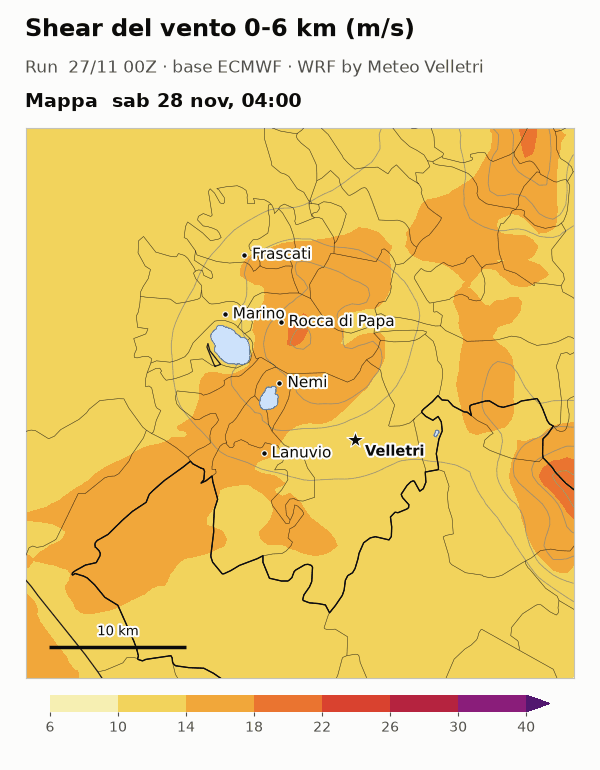 Shear del vento 0-6 km (m/s)
Run  27/11 00Z · base ECMWF · WRF by Meteo Velletri
Mappa  sab 28 nov, 04:00
Frascati
Marino
Rocca di Papa
Nemi
Velletri
Lanuvio
10 km
6 10 14 18 22 26 30 40